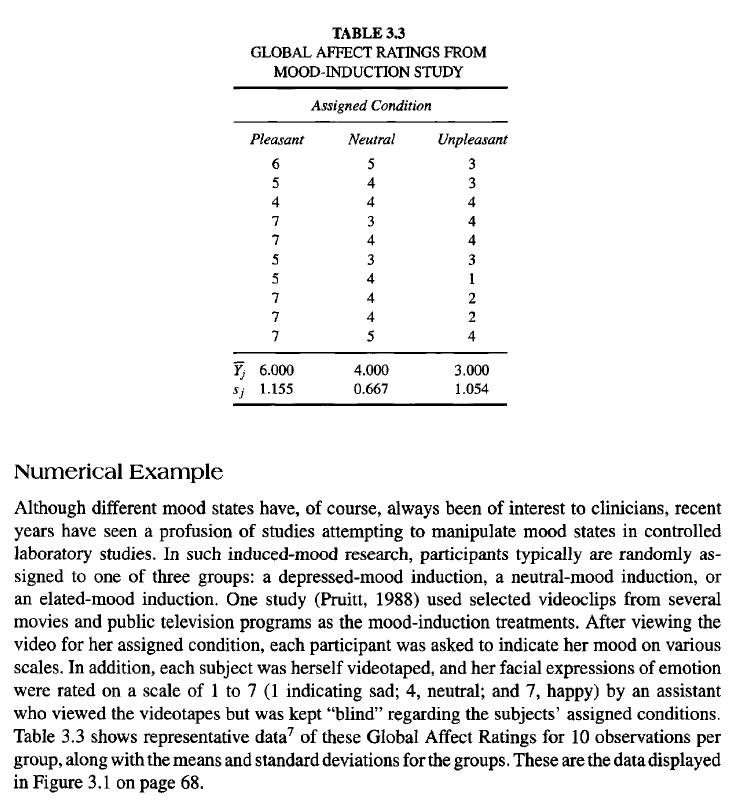 TABLE 3.3
GLOBAL AFFECT RATINGS FROM
MOOD-INDUCTION STUDY
Assigned Condition
Pleasant Neutral Unpleasant
6 5 3
5 4 3
4 4 4
7 3 4
7 4 4
5 3 3
5 4 1
7 4 2
7 4 2
7 5 4
Ȳj 6.000 4.000 3.000
sj 1.155 0.667 1.054
Numerical Example
Although different mood states have, of course, always been of interest to clinicians, recent
years have seen a profusion of studies attempting to manipulate mood states in controlled
laboratory studies. In such induced-mood research, participants typically are randomly as-
signed to one of three groups: a depressed-mood induction, a neutral-mood induction, or
an elated-mood induction. One study (Pruitt, 1988) used selected videoclips from several
movies and public television programs as the mood-induction treatments. After viewing the
video for her assigned condition, each participant was asked to indicate her mood on various
scales. In addition, each subject was herself videotaped, and her facial expressions of emotion
were rated on a scale of 1 to 7 (1 indicating sad; 4, neutral; and 7, happy) by an assistant
who viewed the videotapes but was kept “blind” regarding the subjects’ assigned conditions.
Table 3.3 shows representative data⁷ of these Global Affect Ratings for 10 observations per
group, along with the means and standard deviations for the groups. These are the data displayed
in Figure 3.1 on page 68.